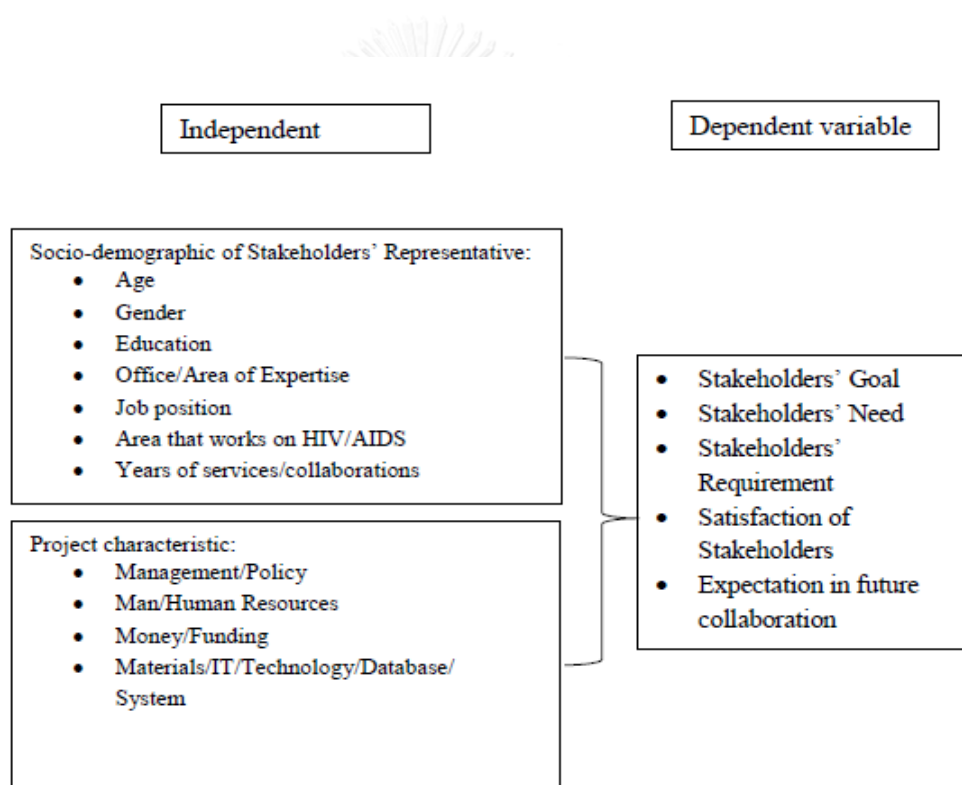 Independent
Dependent variable
Socio-demographic of Stakeholders' Representative:
• Age
• Gender
• Education
• Office/Area of Expertise
• Job position
• Area that works on HIV/AIDS
• Years of services/collaborations
Project characteristic:
• Management/Policy
• Man/Human Resources
• Money/Funding
• Materials/IT/Technology/Database/
System
• Stakeholders' Goal
• Stakeholders' Need
• Stakeholders'
Requirement
• Satisfaction of
Stakeholders
• Expectation in future
collaboration